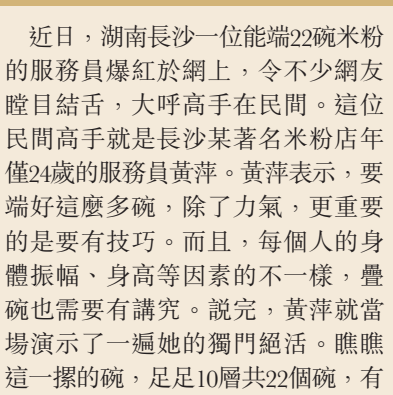 近日，湖南長沙一位能端22碗米粉
的服務員爆紅於網上，令不少網友
瞠目結舌，大呼高手在民間。這位
民間高手就是長沙某著名米粉店年
僅24歲的服務員黃萍。黃萍表示，要
端好這麼多碗，除了力氣，更重要
的是要有技巧。而且，每個人的身
體振幅、身高等因素的不一樣，疊
碗也需要有講究。説完，黃萍就當
場演示了一遍她的獨門絕活。瞧瞧
這一摞的碗，足足10層共22個碗，有